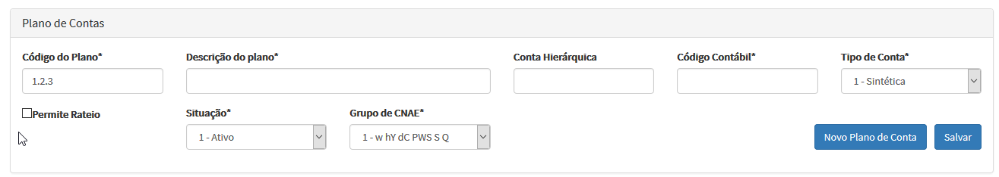 Plano de Contas
Código do Plano* Descrição do plano* Conta Hierárquica Código Contábil* Tipo de Conta*
1.2.3 1 - Sintética
Permite Rateio Situação* Grupo de CNAE*
1 - Ativo 1 - w hY dC PWS S Q Novo Plano de Conta Salvar